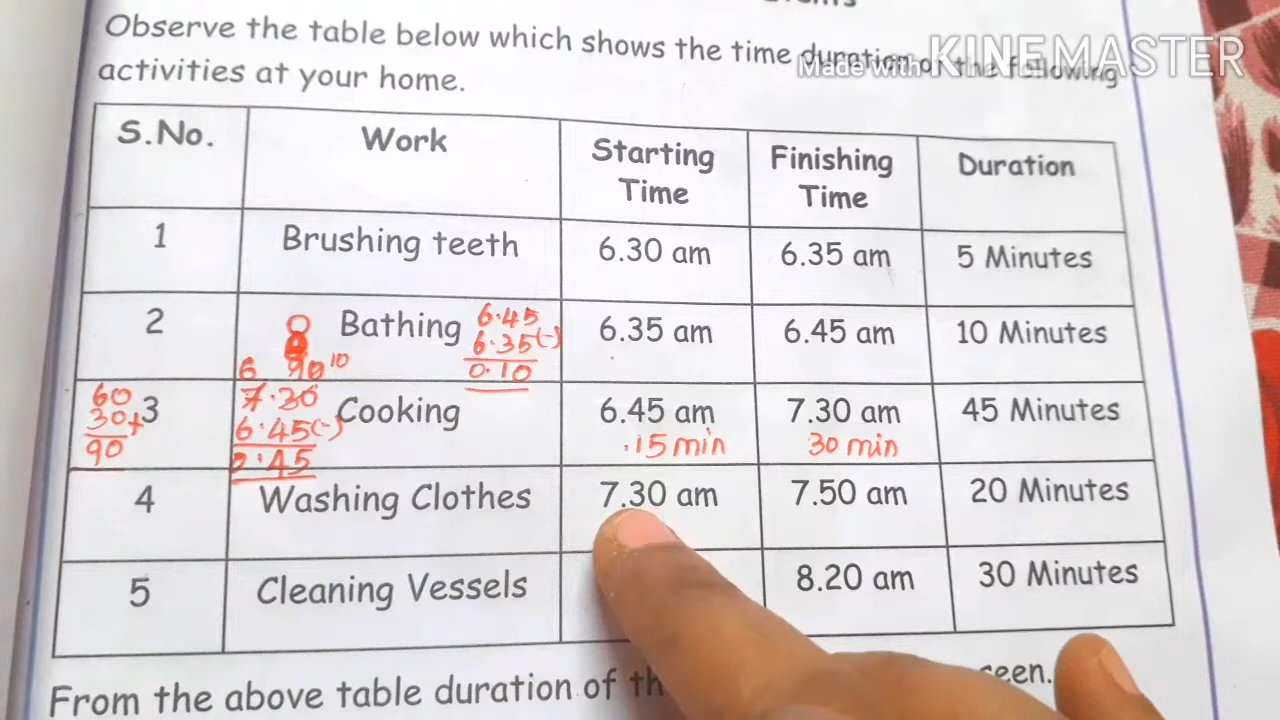 Observe the table below which shows the time duration of the following
Made with KINEMASTER
activities at your home.
S.No. Work Starting Time Finishing Time Duration
1 Brushing teeth 6.30 am 6.35 am 5 Minutes
2 Bathing 6.35 am 6.45 am 10 Minutes
6.45
6.35(-)
0.10
3 Cooking 6.45 am 7.30 am 45 Minutes
.15 min 30 min
60
30+
90
6 10
7.30
6.45(-)
0.45
4 Washing Clothes 7.30 am 7.50 am 20 Minutes
5 Cleaning Vessels 8.20 am 30 Minutes
From the above table duration of seen.